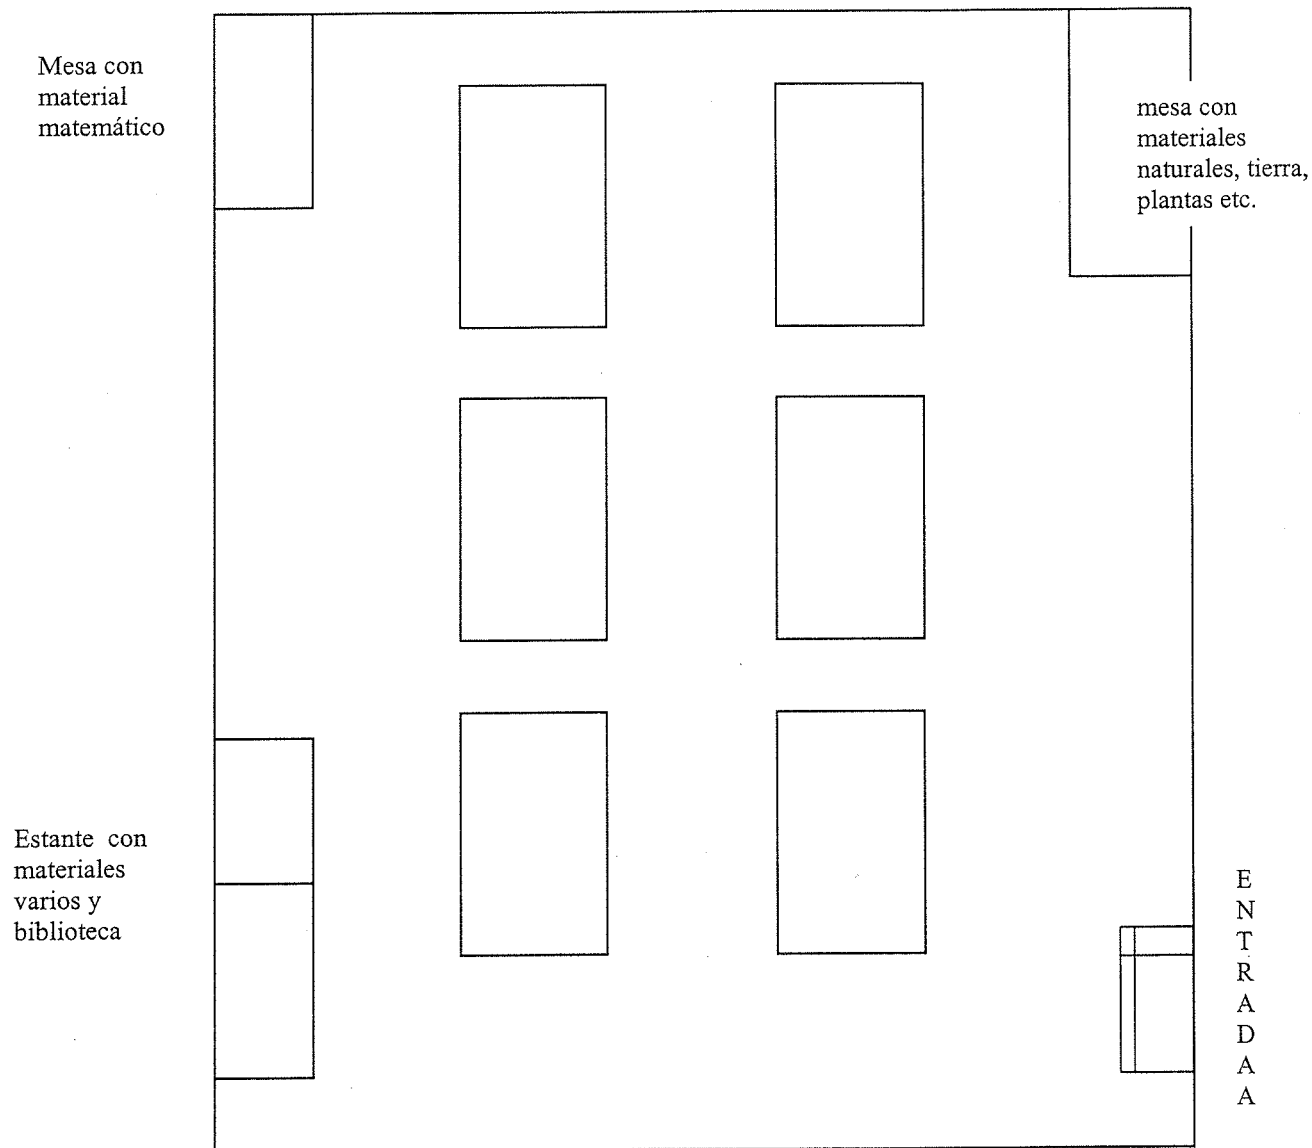 Mesa con
material
matemático
mesa con
materiales
naturales, tierra,
plantas etc.
Estante con
materiales
varios y
biblioteca
E
N
T
R
A
D
A
A